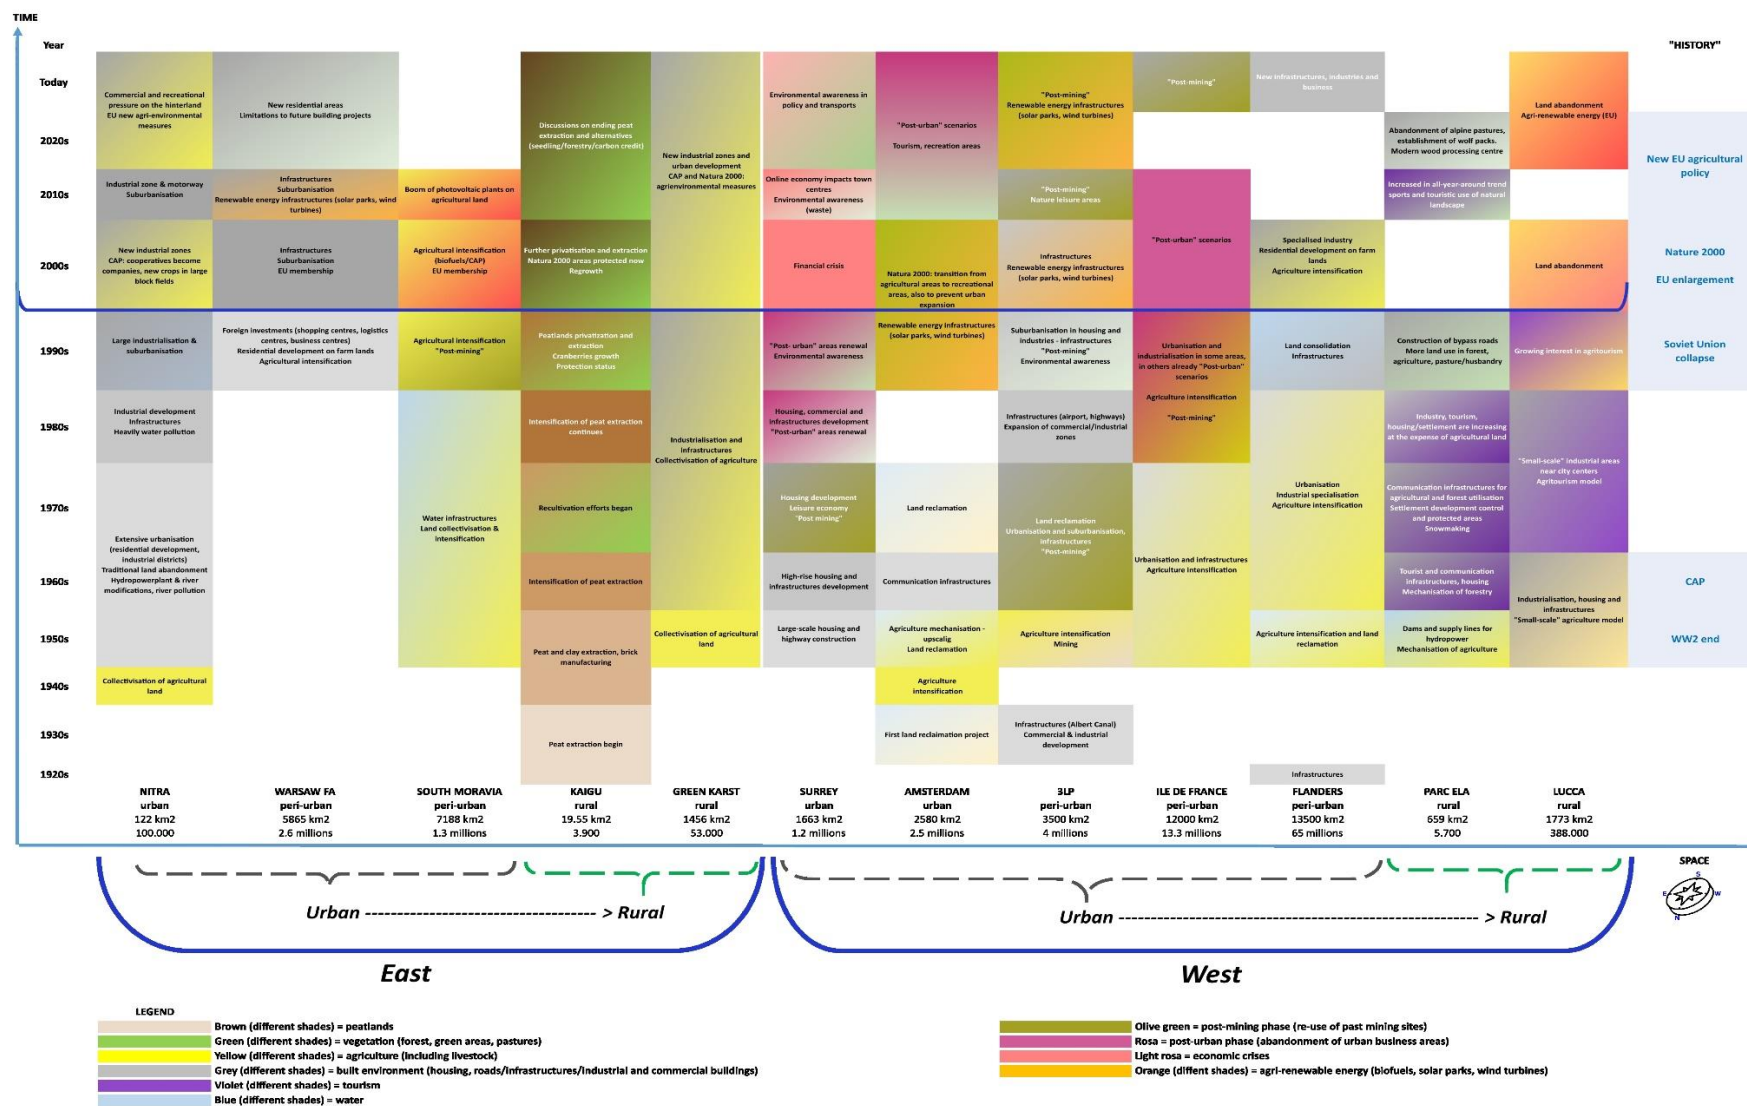 TIME
Year
"HISTORY"
Today
2020s
2010s
2000s
1990s
1980s
1970s
1960s
1950s
1940s
1930s
1920s
Commercial and recreational
pressure on the hinterland
EU new agri-environmental
measures
Industrial zone & motorway
Suburbanisation
New industrial zones
CAP: cooperatives become
companies, new crops in large
block fields
Large industrialisation &
suburbanisation
Industrial development
Infrastructures
Heavily water pollution
Extensive urbanisation
(residential development,
industrial districts)
Traditional land abandonment
Hydropowerplant & river
modifications, river pollution
Collectivisation of agricultural
land
New residential areas
Limitations to future building projects
Infrastructures
Suburbanisation
Renewable energy infrastructures (solar parks, wind
turbines)
Infrastructures
Suburbanisation
EU membership
Foreign investments (shopping centres, logistics
centres, business centres)
Residential development on farm lands
Agricultural intensification
Boom of photovoltaic plants on
agricultural land
Agricultural intensification
(biofuels/CAP)
EU membership
Agricultural intensification
"Post-mining"
Water infrastructures
Land collectivisation &
intensification
Discussions on ending peat
extraction and alternatives
(seedling/forestry/carbon credit)
Further privatisation and extraction
Natura 2000 areas protected now
Regrowth
Peatlands privatization and
extraction
Cranberries growth
Protection status
Intensification of peat extraction
continues
Recultivation efforts began
Intensification of peat extraction
Peat and clay extraction, brick
manufacturing
Peat extraction begin
New industrial zones and
urban development
CAP and Natura 2000:
agrienvironmental measures
Industrialisation and
infrastructures
Collectivisation of agriculture
Collectivisation of agricultural
land
Environmental awareness in
policy and transports
Online economy impacts town
centres
Environmental awareness
(waste)
Financial crisis
"Post- urban" areas renewal
Environmental awareness
Housing, commercial and
infrastructures development
"Post-urban" areas renewal
Housing development
Leisure economy
"Post mining"
High-rise housing and
infrastructures development
Large-scale housing and
highway construction
"Post-urban" scenarios
Tourism, recreation areas
Natura 2000: transition from
agricultural areas to recreational
areas, also to prevent urban
expansion
Renewable energy infrastructures
(solar parks, wind turbines)
Land reclamation
Communication infrastructures
Agriculture mechanisation -
upscalig
Land reclamation
Agriculture
intensification
First land reclaimation project
"Post-mining"
Renewable energy infrastructures
(solar parks, wind turbines)
"Post-mining"
Nature leisure areas
Infrastructures
Renewable energy infrastructures
(solar parks, wind turbines)
Suburbanisation in housing and
industries - infrastructures
"Post-mining"
Environmental awareness
Infrastructures (airport, highways)
Expansion of commercial/industrial
zones
Land reclamation
Urbanisation and suburbanisation,
infrastructures
"Post-mining"
Agriculture intensification
Mining
Infrastructures (Albert Canal)
Commercial & industrial
development
"Post-mining"
"Post-urban" scenarios
Urbanisation and
industrialisation in some areas,
in others already "Post-urban"
scenarios
Agriculture intensification
"Post-mining"
Urbanisation and infrastructures
Agriculture intensification
New infrastructures, industries and
business
Specialised industry
Residential development on farm
lands
Agriculture intensification
Land consolidation
Infrastructures
Urbanisation
Industrial specialisation
Agriculture intensification
Agriculture intensification and land
reclamation
Infrastructures
Abandonment of alpine pastures,
establishment of wolf packs.
Modern wood processing centre
Increased in all-year-around trend
sports and touristic use of natural
landscape
Construction of bypass roads
More land use in forest,
agriculture, pasture/husbandry
Industry, tourism,
housing/settlement are increasing
at the expense of agricultural land
Communication infrastructures for
agricultural and forest utilisation
Settlement development control
and protected areas
Snowmaking
Tourist and communication
infrastructures, housing
Mechanisation of forestry
Dams and supply lines for
hydropower
Mechanisation of agriculture
Land abandonment
Agri-renewable energy (EU)
Land abandonment
Growing interest in agritourism
"Small-scale" industrial areas
near city centers
Agritourism model
Industrialisation, housing and
infrastructures
"Small-scale" agriculture model
New EU agricultural
policy
Nature 2000
EU enlargement
Soviet Union
collapse
CAP
WW2 end
NITRA
urban
122 km2
100.000
WARSAW FA
peri-urban
5865 km2
2.6 millions
SOUTH MORAVIA
peri-urban
7188 km2
1.3 millions
KAIGU
rural
19.55 km2
3.900
GREEN KARST
rural
1456 km2
53.000
SURREY
urban
1663 km2
1.2 millions
AMSTERDAM
urban
2580 km2
2.5 millions
3LP
peri-urban
3500 km2
4 millions
ILE DE FRANCE
peri-urban
12000 km2
13.3 millions
FLANDERS
peri-urban
13500 km2
65 millions
PARC ELA
rural
659 km2
5.700
LUCCA
rural
1773 km2
388.000
SPACE
S
E
W
N
Urban ------------------------------------ > Rural
Urban -------------------------------------------------------- > Rural
East
West
LEGEND
Brown (different shades) = peatlands
Green (different shades) = vegetation (forest, green areas, pastures)
Yellow (different shades) = agriculture (including livestock)
Grey (different shades) = built environment (housing, roads/infrastructures/industrial and commercial buildings)
Violet (different shades) = tourism
Blue (different shades) = water
Olive green = post-mining phase (re-use of past mining sites)
Rosa = post-urban phase (abandonment of urban business areas)
Light rosa = economic crises
Orange (diffent shades) = agri-renewable energy (biofuels, solar parks, wind turbines)